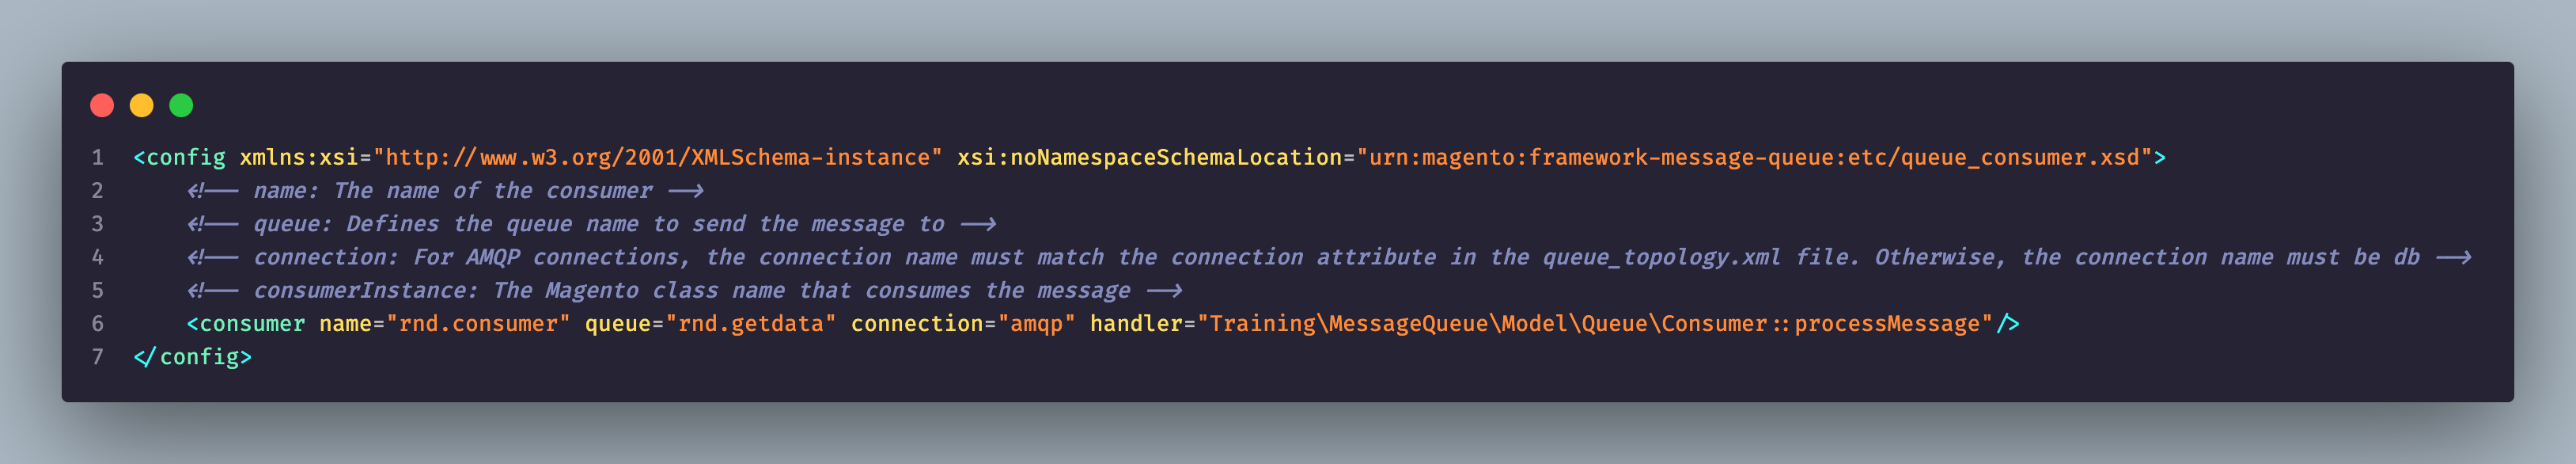 1 <config xmlns:xsi="http://www.w3.org/2001/XMLSchema-instance" xsi:noNamespaceSchemaLocation="urn:magento:framework-message-queue:etc/queue_consumer.xsd">
2     <!-- name: The name of the consumer -->
3     <!-- queue: Defines the queue name to send the message to -->
4     <!-- connection: For AMQP connections, the connection name must match the connection attribute in the queue_topology.xml file. Otherwise, the connection name must be db -->
5     <!-- consumerInstance: The Magento class name that consumes the message -->
6     <consumer name="rnd.consumer" queue="rnd.getdata" connection="amqp" handler="Training\MessageQueue\Model\Queue\Consumer::processMessage"/>
7 </config>